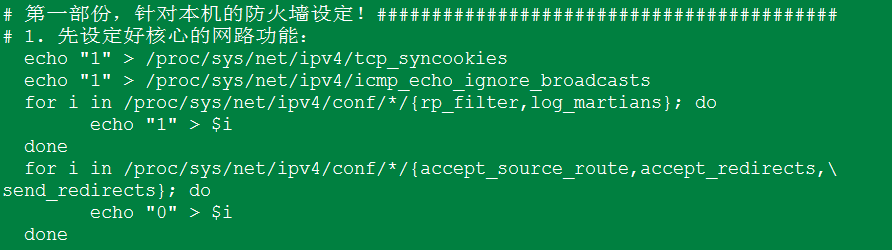 # 第一部份，针对本机的防火墙设定！##########################################
# 1. 先设定好核心的网路功能：
  echo "1" > /proc/sys/net/ipv4/tcp_syncookies
  echo "1" > /proc/sys/net/ipv4/icmp_echo_ignore_broadcasts
  for i in /proc/sys/net/ipv4/conf/*/{rp_filter,log_martians}; do
        echo "1" > $i
  done
  for i in /proc/sys/net/ipv4/conf/*/{accept_source_route,accept_redirects,\
send_redirects}; do
        echo "0" > $i
  done